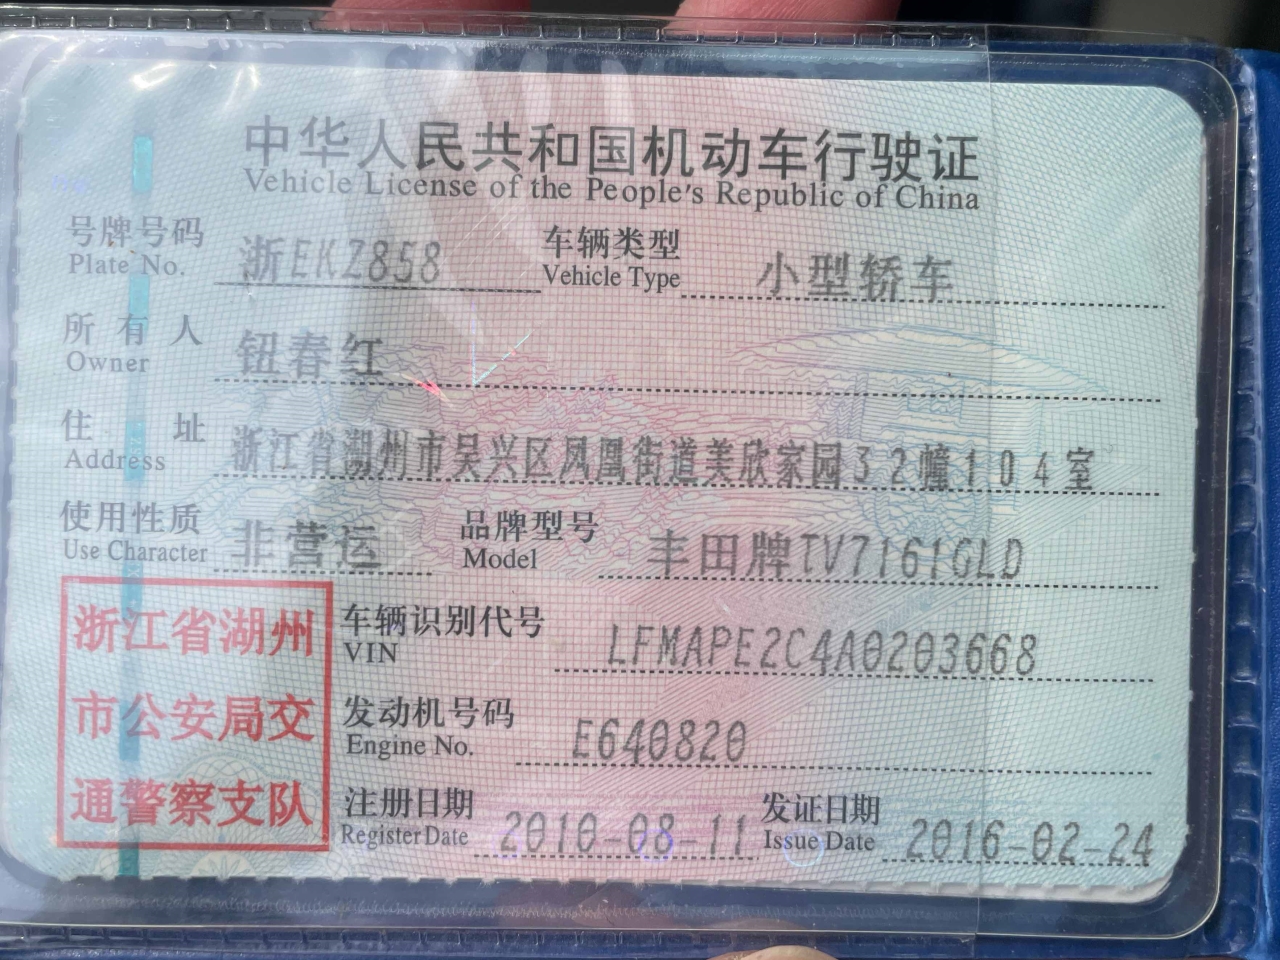 中华人民共和国机动车行驶证
Vehicle License of the People's Republic of China
号牌号码 浙EKZ858 车辆类型 小型轿车
Plate No. Vehicle Type
所有人 钮春红
Owner
住址 浙江省湖州市吴兴区凤凰街道美欣家园32幢104室
Address
使用性质 非营运 品牌型号 丰田牌TV7161GLD
Use Character Model
浙江省湖州
市公安局交
通警察支队
车辆识别代号 LFMAPE2C4A0203668
VIN
发动机号码 E640820
Engine No.
注册日期 2010-08-11 发证日期 2016-02-24
Register Date Issue Date